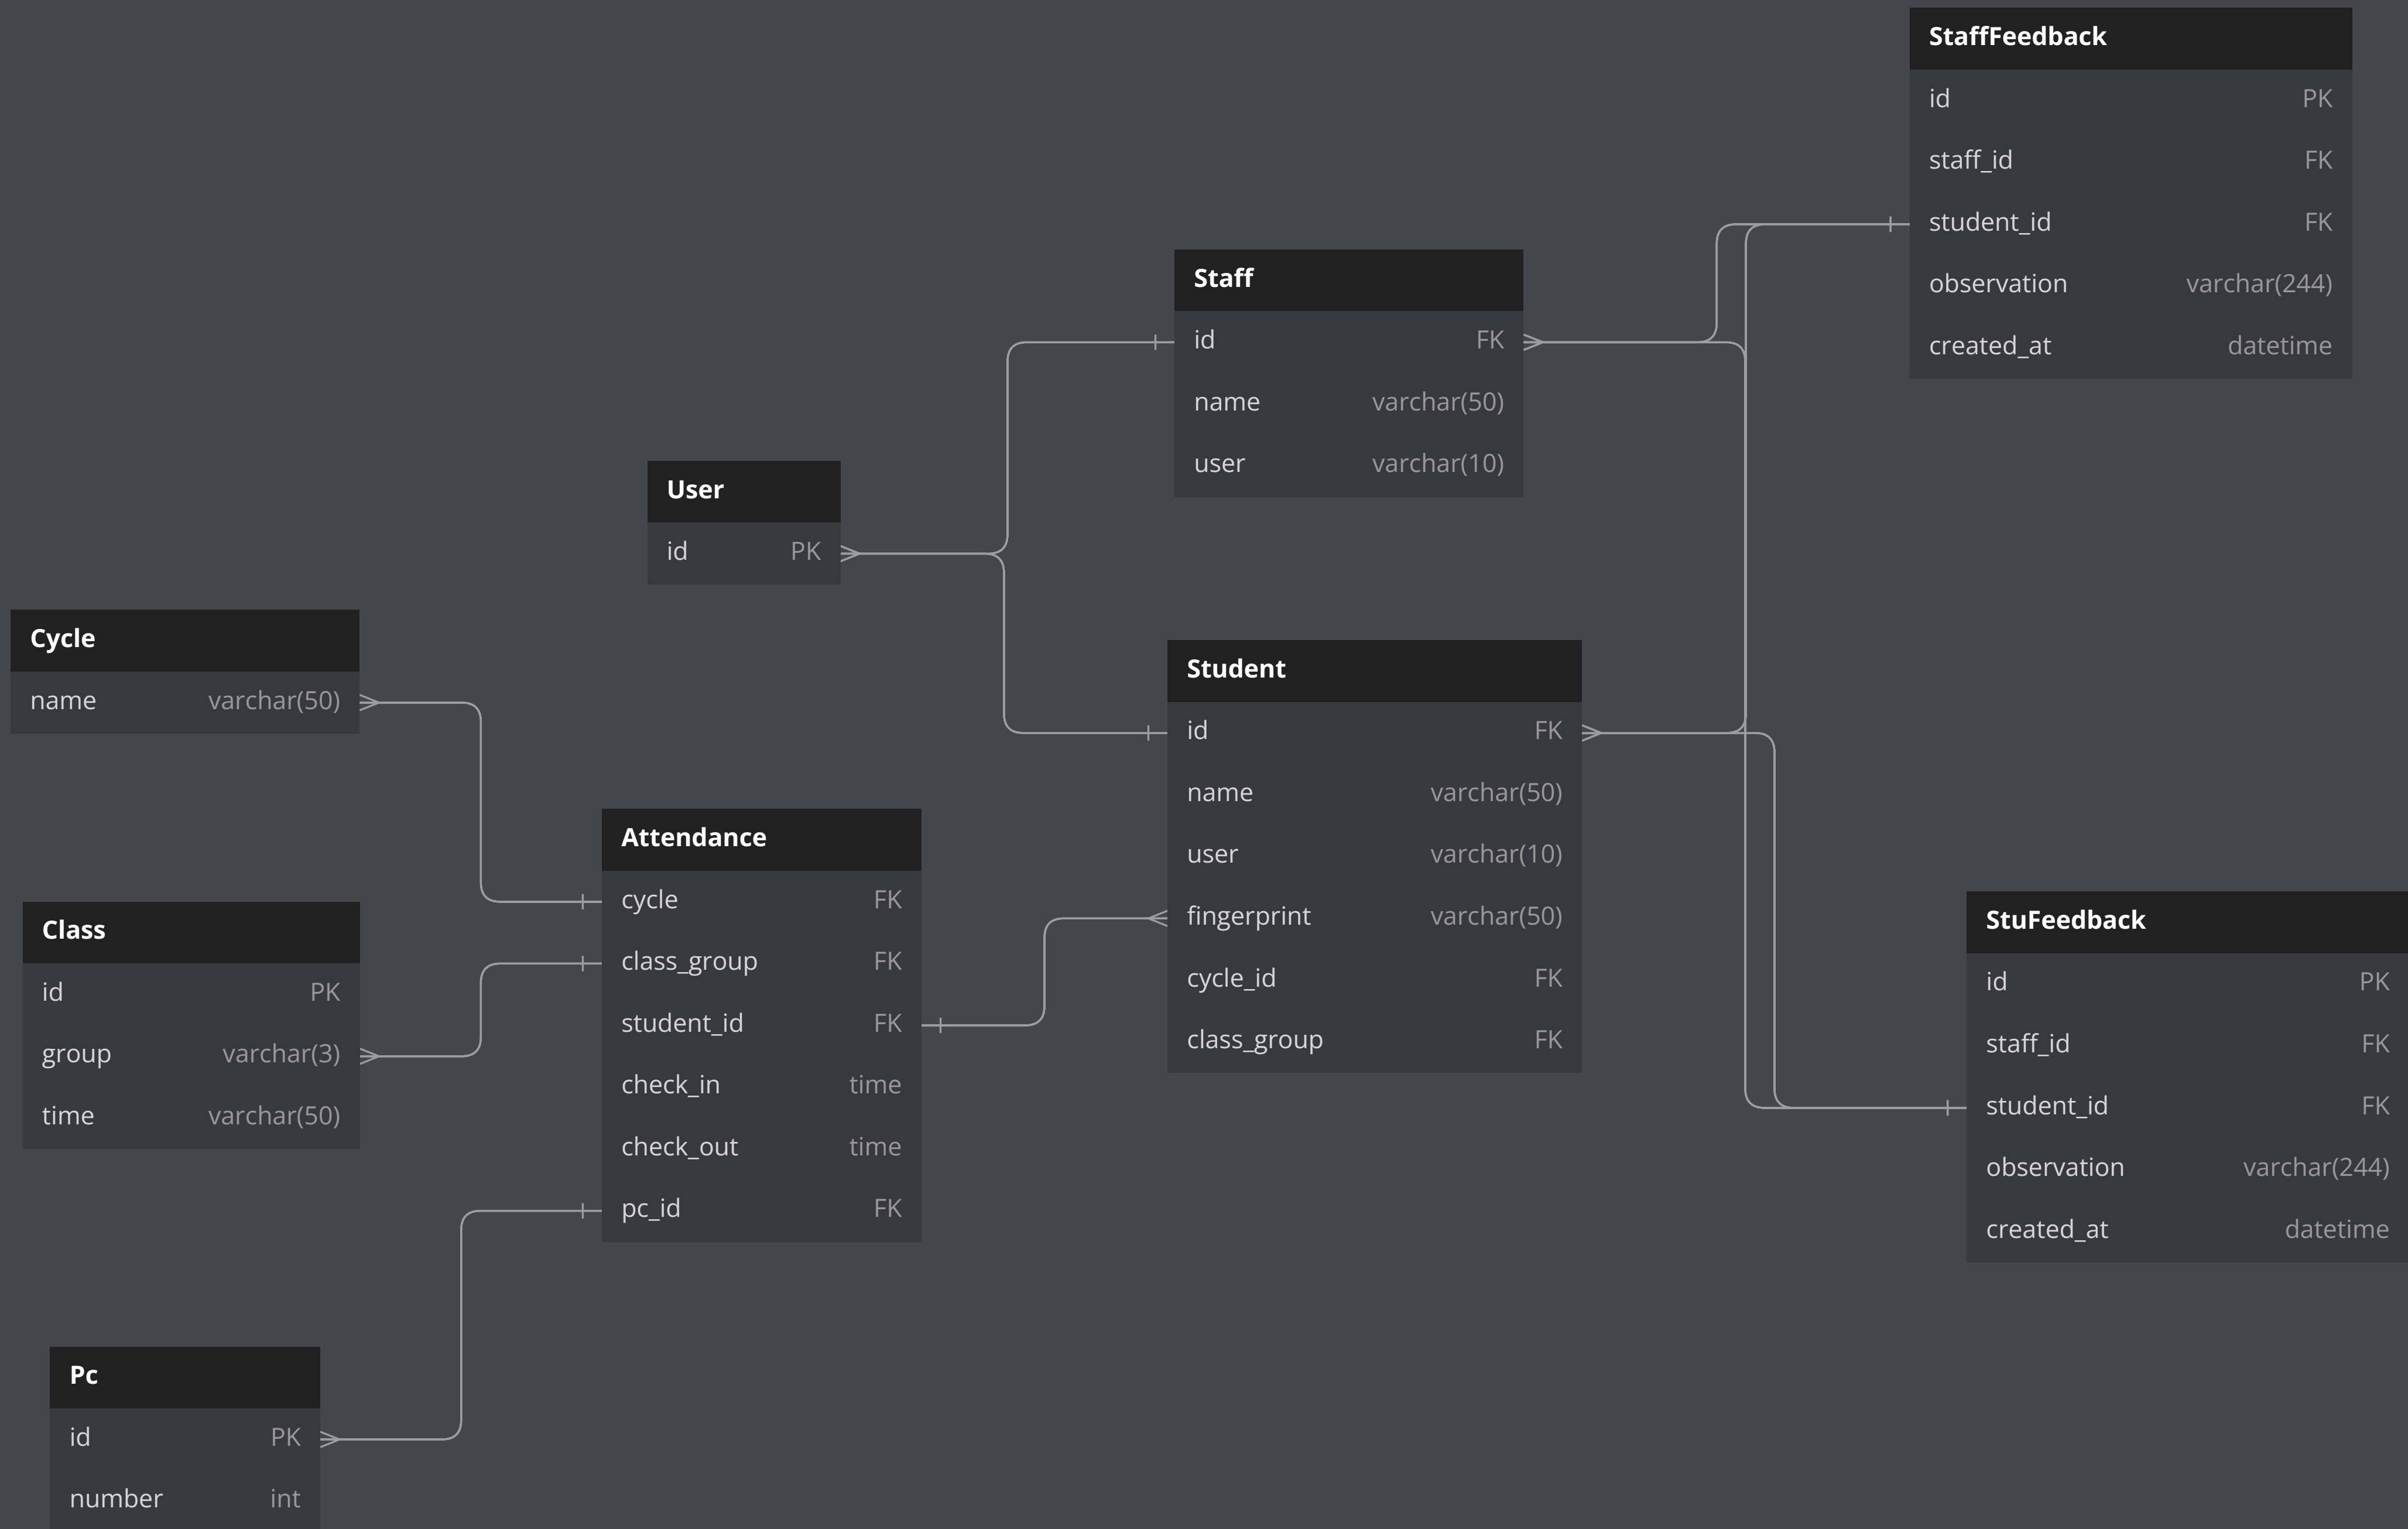 StaffFeedback
id PK
staff_id FK
student_id FK
observation varchar(244)
created_at datetime
Staff
id FK
name varchar(50)
user varchar(10)
User
id PK
Cycle
name varchar(50)
Student
id FK
name varchar(50)
user varchar(10)
fingerprint varchar(50)
cycle_id FK
class_group FK
Attendance
cycle FK
class_group FK
student_id FK
check_in time
check_out time
pc_id FK
Class
id PK
group varchar(3)
time varchar(50)
StuFeedback
id PK
staff_id FK
student_id FK
observation varchar(244)
created_at datetime
Pc
id PK
number int